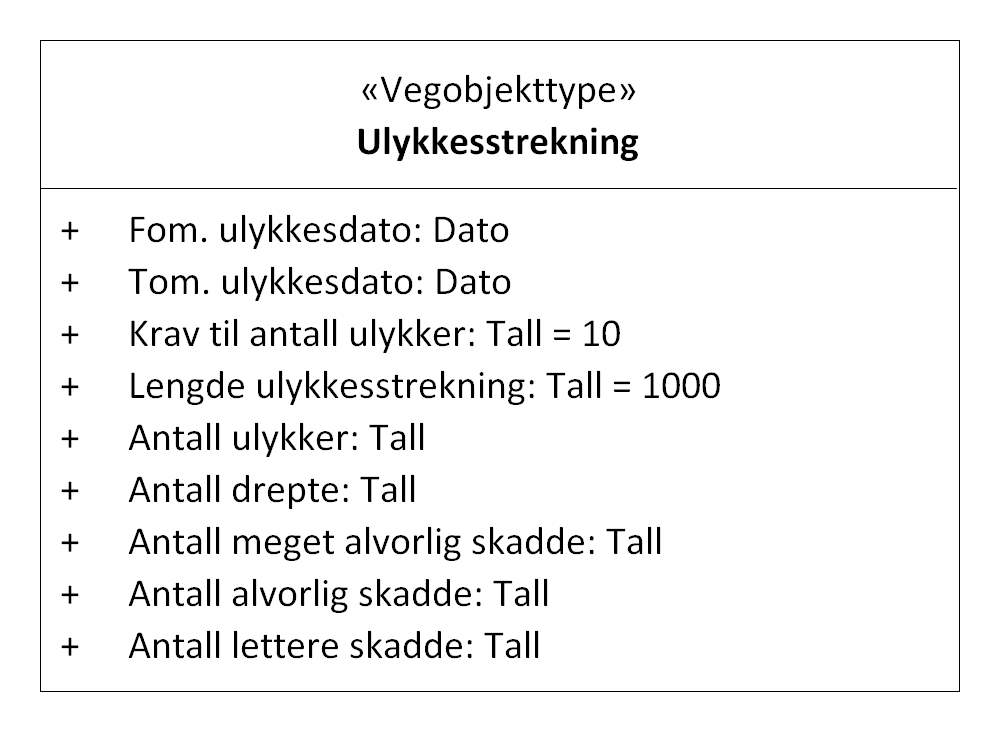 «Vegobjekttype»
Ulykkesstrekning
+ Fom. ulykkesdato: Dato
+ Tom. ulykkesdato: Dato
+ Krav til antall ulykker: Tall = 10
+ Lengde ulykkesstrekning: Tall = 1000
+ Antall ulykker: Tall
+ Antall drepte: Tall
+ Antall meget alvorlig skadde: Tall
+ Antall alvorlig skadde: Tall
+ Antall lettere skadde: Tall